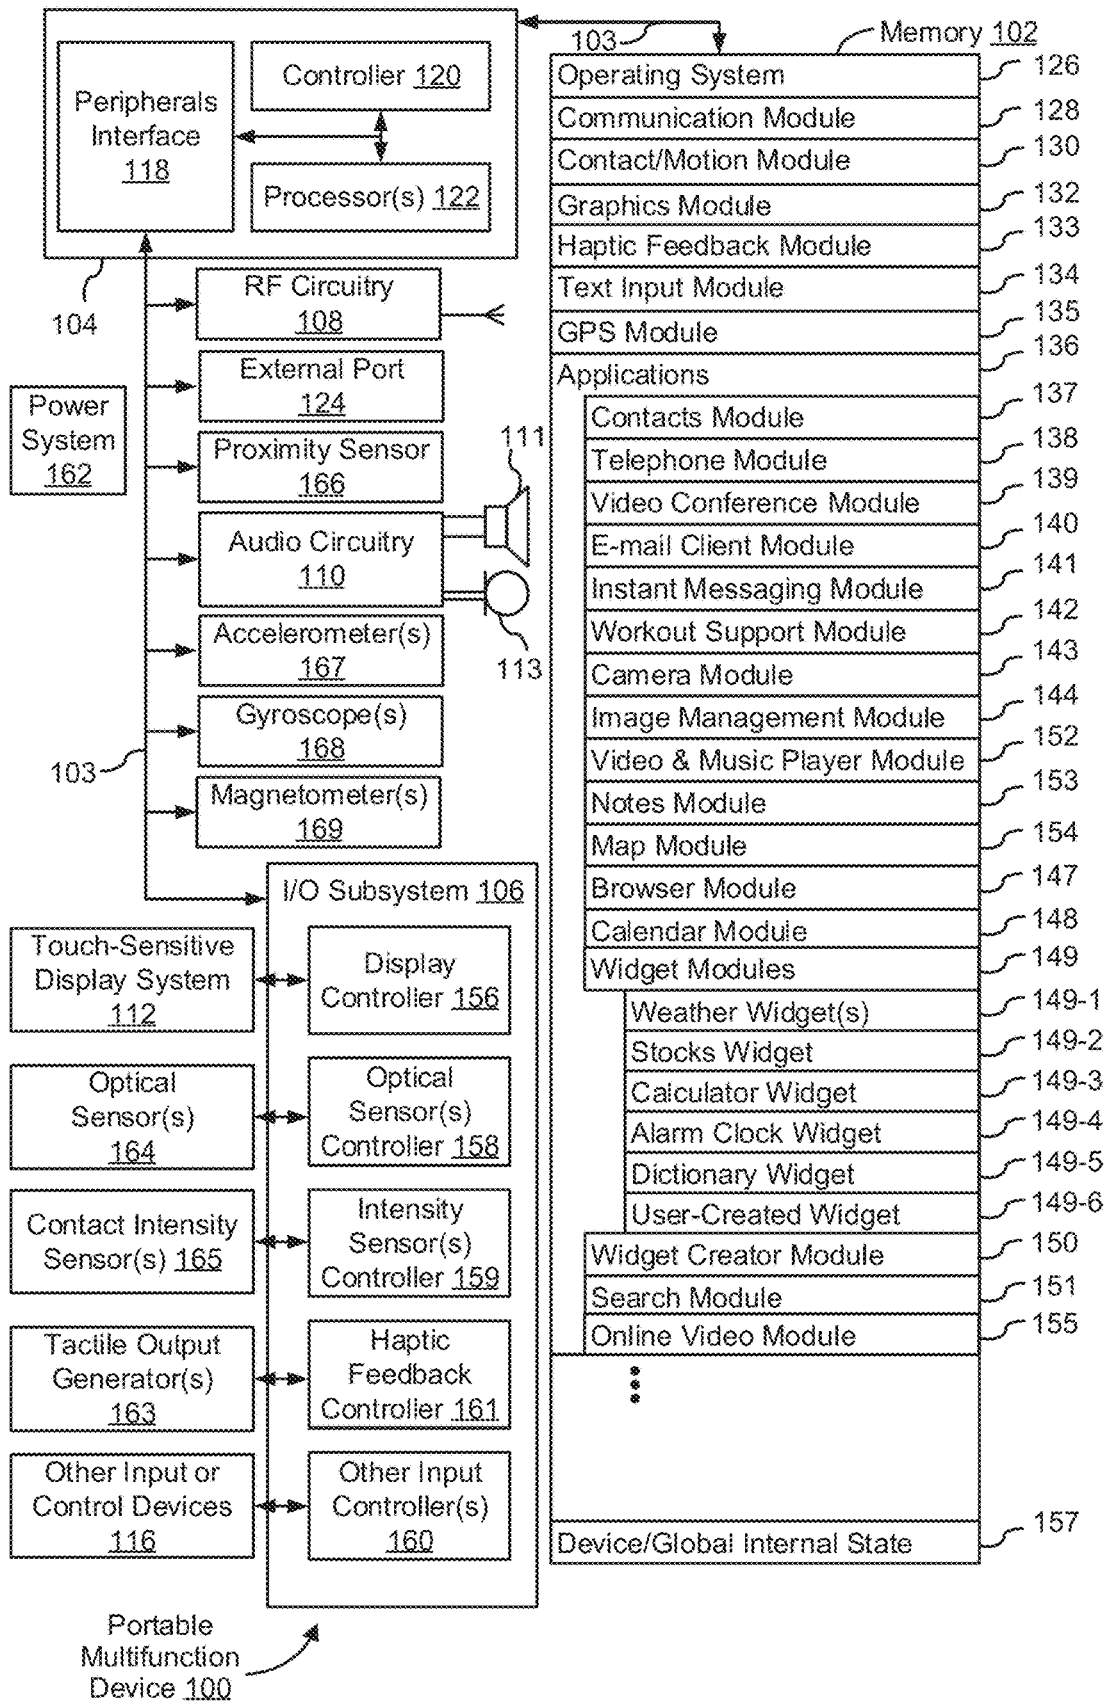 103
Memory 102
Controller 120
Peripherals
Interface
118
Processor(s) 122
104
RF Circuitry
108
External Port
124
Power
System
162
Proximity Sensor
166
111
Audio Circuitry
110
113
Accelerometer(s)
167
Gyroscope(s)
168
103
Magnetometer(s)
169
I/O Subsystem 106
Touch-Sensitive
Display System
112
Display
Controller 156
Optical
Sensor(s)
164
Optical
Sensor(s)
Controller 158
Contact Intensity
Sensor(s) 165
Intensity
Sensor(s)
Controller 159
Tactile Output
Generator(s)
163
Haptic
Feedback
Controller 161
Other Input or
Control Devices
116
Other Input
Controller(s)
160
Portable
Multifunction
Device 100
Operating System 126
Communication Module 128
Contact/Motion Module 130
Graphics Module 132
Haptic Feedback Module 133
Text Input Module 134
GPS Module 135
Applications 136
Contacts Module 137
Telephone Module 138
Video Conference Module 139
E-mail Client Module 140
Instant Messaging Module 141
Workout Support Module 142
Camera Module 143
Image Management Module 144
Video & Music Player Module 152
Notes Module 153
Map Module 154
Browser Module 147
Calendar Module 148
Widget Modules 149
Weather Widget(s) 149-1
Stocks Widget 149-2
Calculator Widget 149-3
Alarm Clock Widget 149-4
Dictionary Widget 149-5
User-Created Widget 149-6
Widget Creator Module 150
Search Module 151
Online Video Module 155
Device/Global Internal State 157